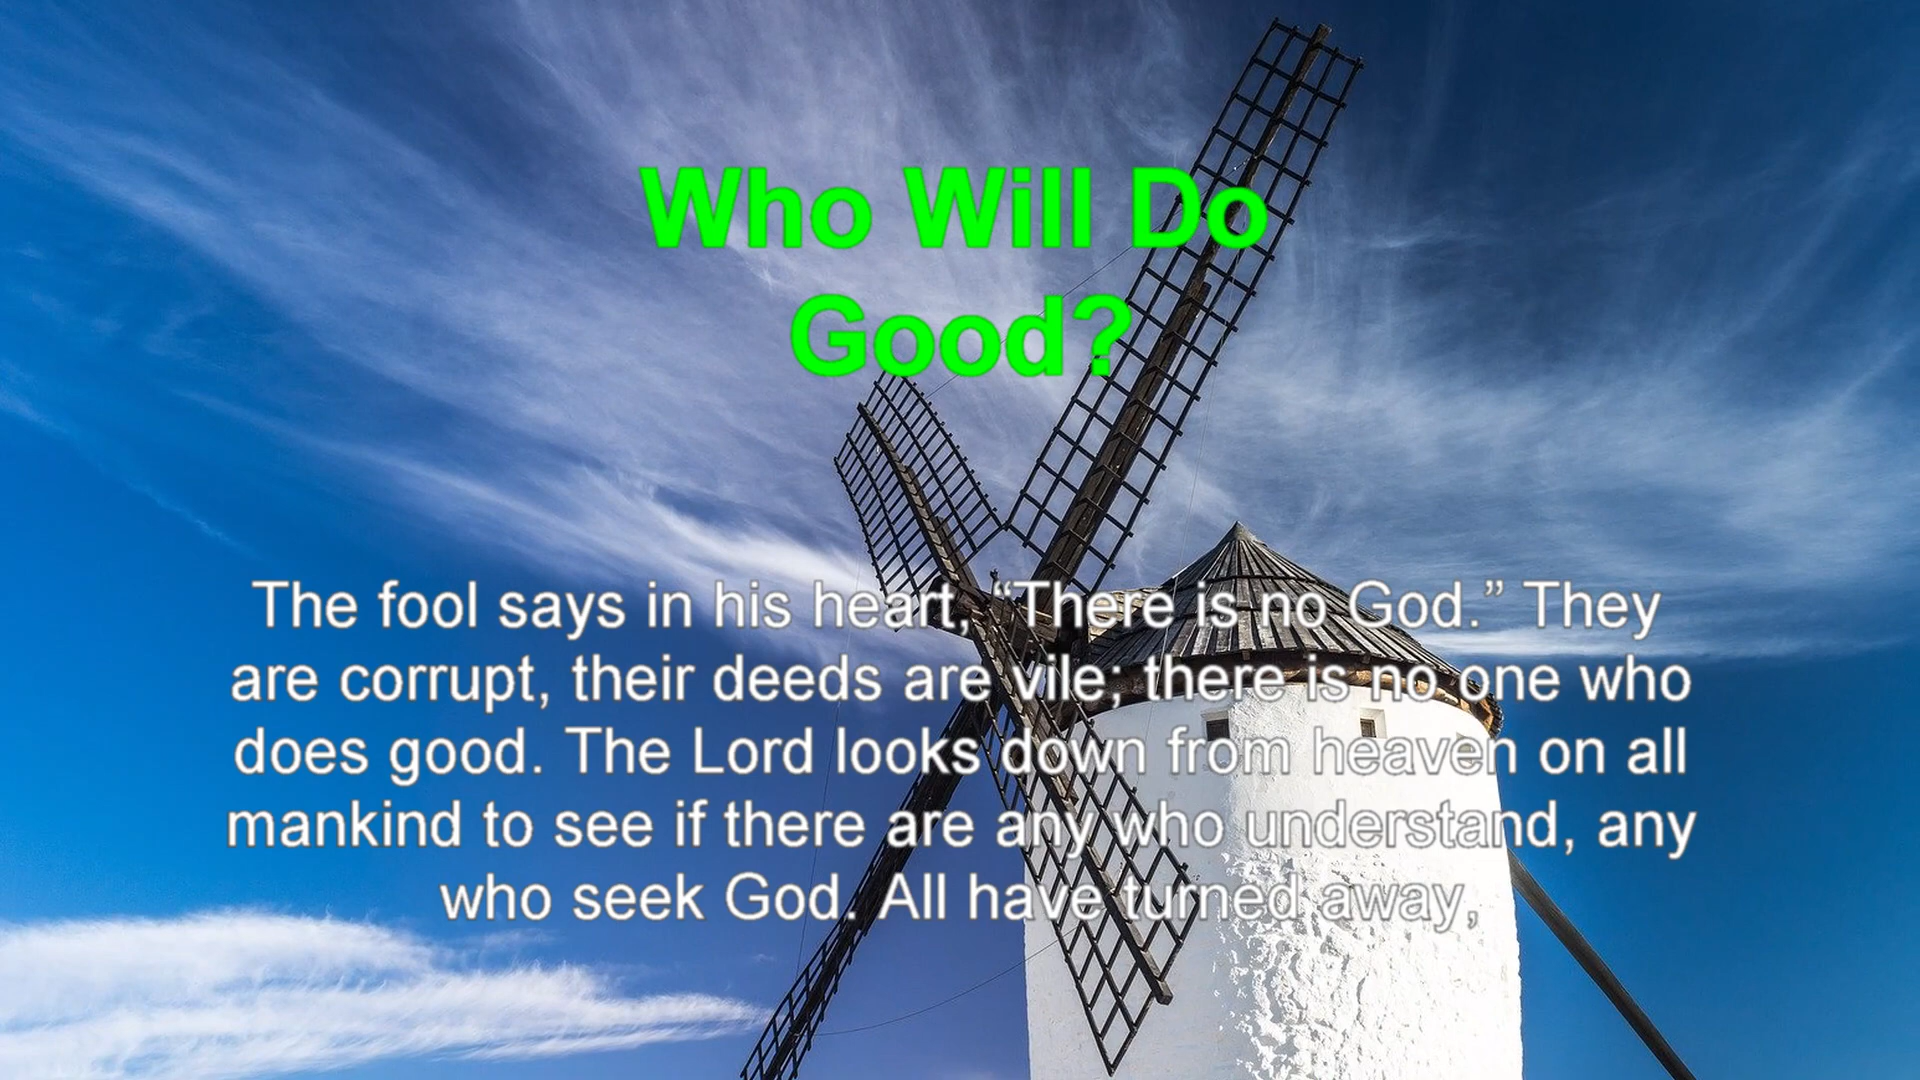 Who Will Do
Good?
The fool says in his heart, “There is no God.” They
are corrupt, their deeds are vile; there is no one who
does good. The Lord looks down from heaven on all
mankind to see if there are any who understand, any
who seek God. All have turned away,